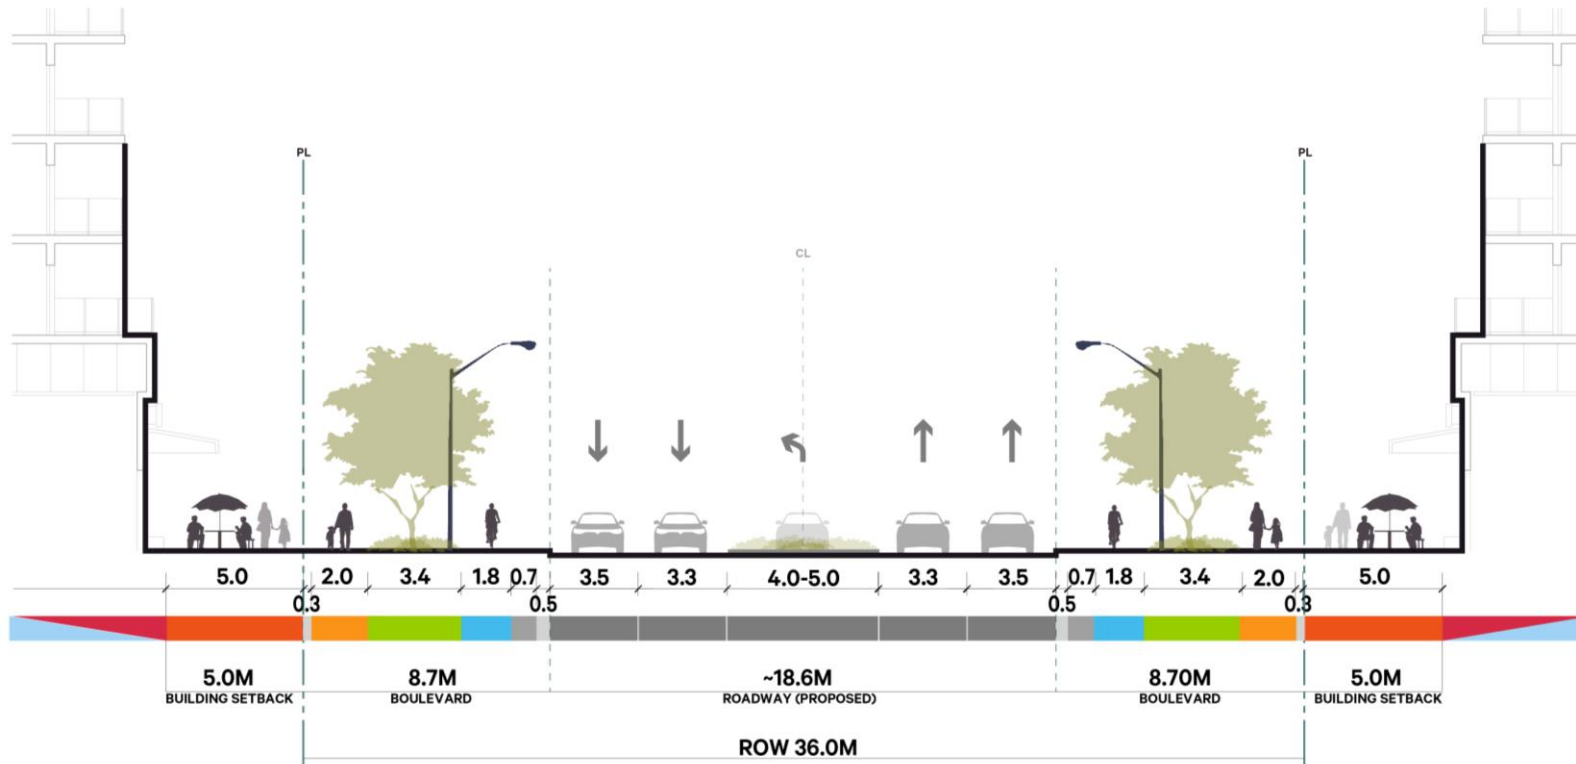 PL
PL
CL
5.0
2.0
3.4
1.8
0.7
3.5
3.3
4.0-5.0
3.3
3.5
0.7
1.8
3.4
2.0
5.0
0.3
0.5
0.5
0.3
5.0M
8.7M
~18.6M
8.70M
5.0M
BUILDING SETBACK
BOULEVARD
ROADWAY (PROPOSED)
BOULEVARD
BUILDING SETBACK
ROW 36.0M